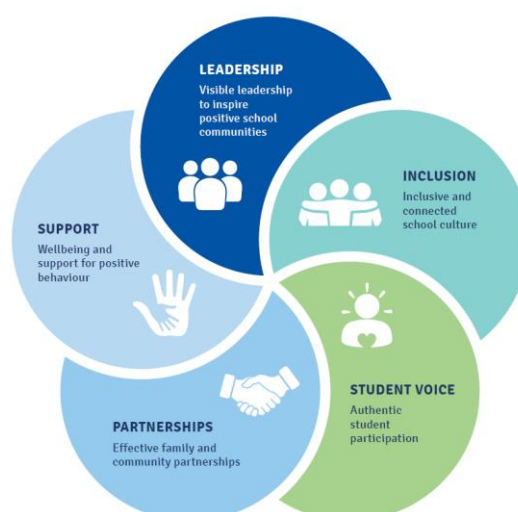 LEADERSHIP
Visible leadership
to inspire
positive school
communities
INCLUSION
Inclusive and
connected
school culture
STUDENT VOICE
Authentic
student
participation
PARTNERSHIPS
Effective family and
community partnerships
SUPPORT
Wellbeing and
support for positive
behaviour